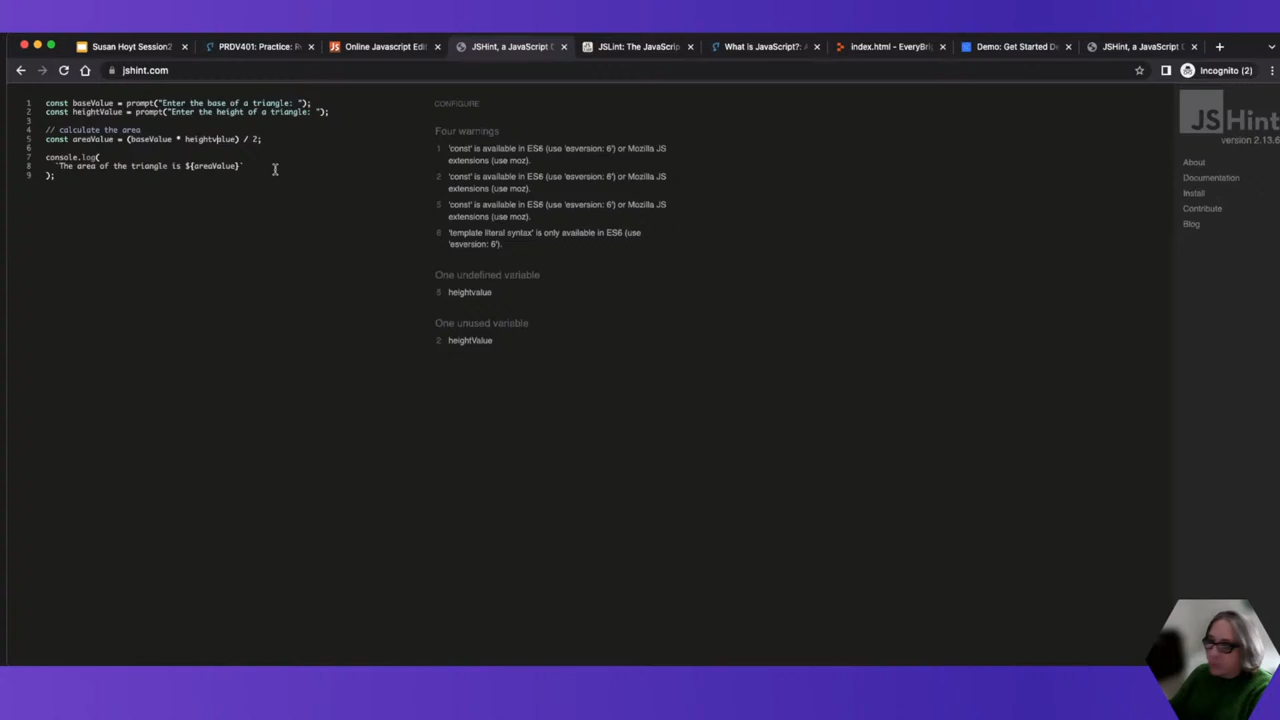 Susan Hoyt Session2
PRDV401: Practice: R
Online Javascript Edi
JSHint, a JavaScript C
JSLint: The JavaScrip
What is JavaScript?: A
index.html - EveryBri
Demo: Get Started D
JSHint, a JavaScript C
jshint.com
Incognito (2)
1 const baseValue = prompt("Enter the base of a triangle: ");
2 const heightValue = prompt("Enter the height of a triangle: ");
3
4 // calculate the area
5 const areaValue = (baseValue * heightvalue) / 2;
6
7 console.log(
8 `The area of the triangle is ${areaValue}`
9 );
CONFIGURE
Four warnings
1 'const' is available in ES6 (use 'esversion: 6') or Mozilla JS
extensions (use moz).
2 'const' is available in ES6 (use 'esversion: 6') or Mozilla JS
extensions (use moz).
5 'const' is available in ES6 (use 'esversion: 6') or Mozilla JS
extensions (use moz).
8 'template literal syntax' is only available in ES6 (use
'esversion: 6').
One undefined variable
5 heightvalue
One unused variable
2 heightValue
JSHint
version 2.13.6
About
Documentation
Install
Contribute
Blog